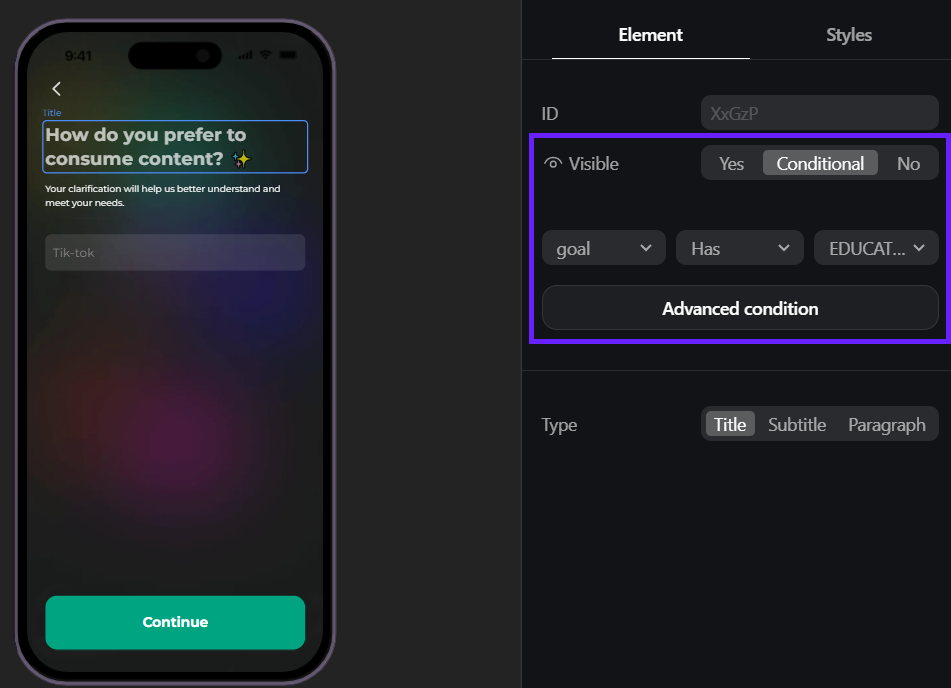 9:41
Title
How do you prefer to
consume content? ✨
Your clarification will help us better understand and
meet your needs.
Tik-tok
Continue
Element Styles
ID XxGzP
Visible Yes Conditional No
goal Has EDUCAT...
Advanced condition
Type Title Subtitle Paragraph